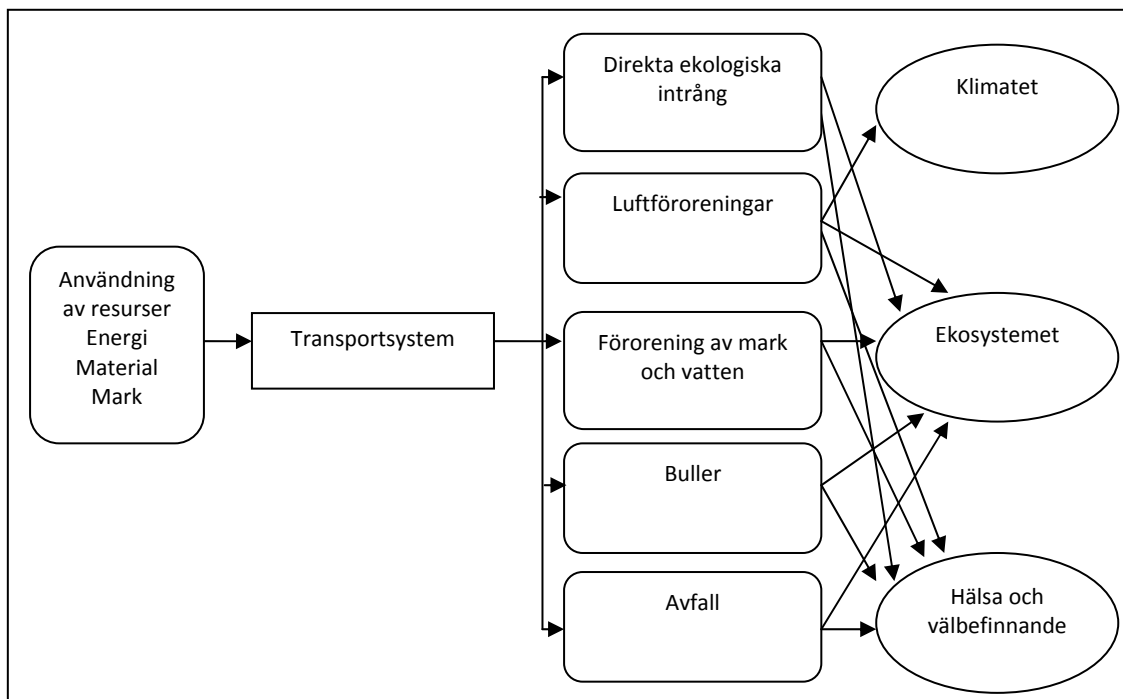 Användning
av resurser
Energi
Material
Mark
Transportsystem
Direkta ekologiska
intrång
Luftföroreningar
Förorening av mark
och vatten
Buller
Avfall
Klimatet
Ekosystemet
Hälsa och
välbefinnande